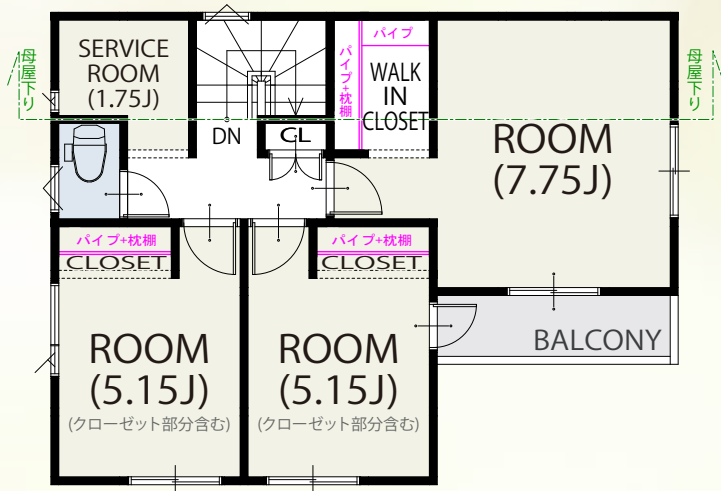 母屋下り
SERVICE
ROOM
(1.75J)
DN
CL
パイプ
パイプ+枕棚
WALK
IN
CLOSET
ROOM
(7.75J)
母屋下り
パイプ+枕棚
CLOSET
ROOM
(5.15J)
(クローゼット部分含む)
パイプ+枕棚
CLOSET
ROOM
(5.15J)
(クローゼット部分含む)
BALCONY